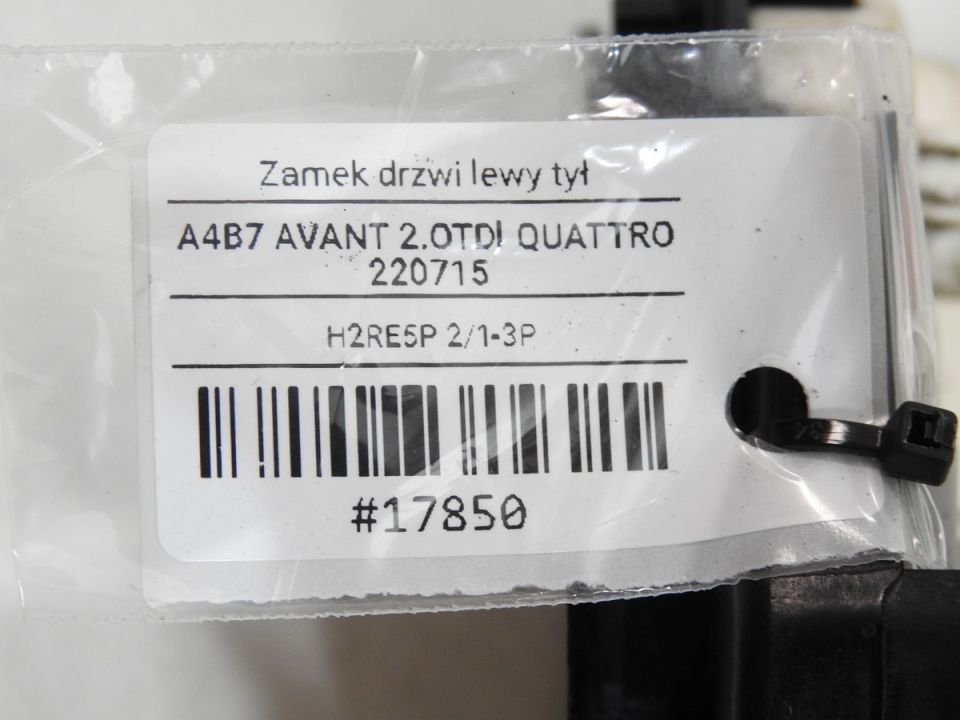 Zamek drzwi lewy tył
A4B7 AVANT 2.0TDI QUATTRO
220715
H2RE5P 2/1-3P
#17850